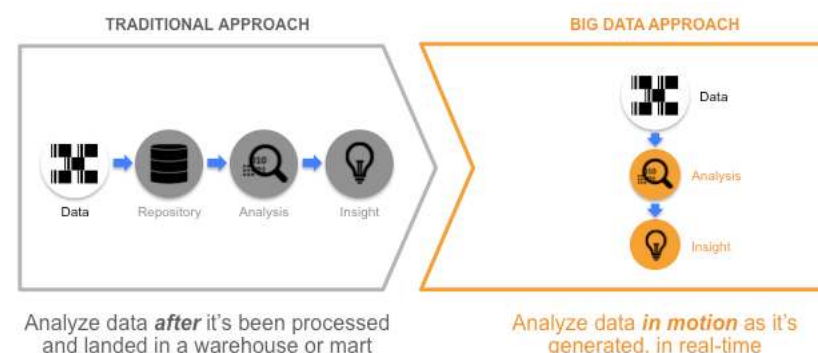 TRADITIONAL APPROACH
Data
Repository
Analysis
Insight
Analyze data after it's been processed
and landed in a warehouse or mart
BIG DATA APPROACH
Data
Analysis
Insight
Analyze data in motion as it's
generated, in real-time